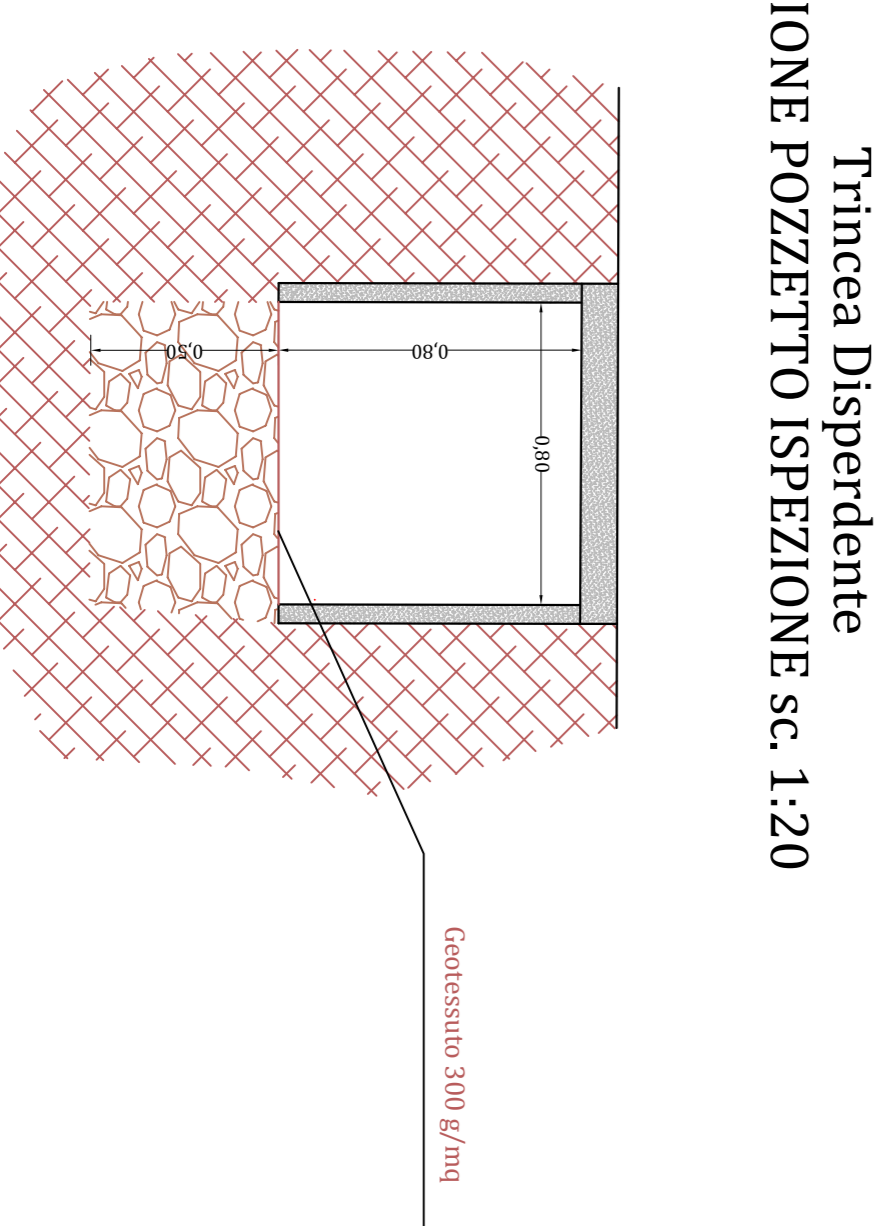 Trincea Disperdente
IONE POZZETTO ISPEZIONE sc. 1:20
0,80
0,80
0,50
Geotessuto 300 g/mq